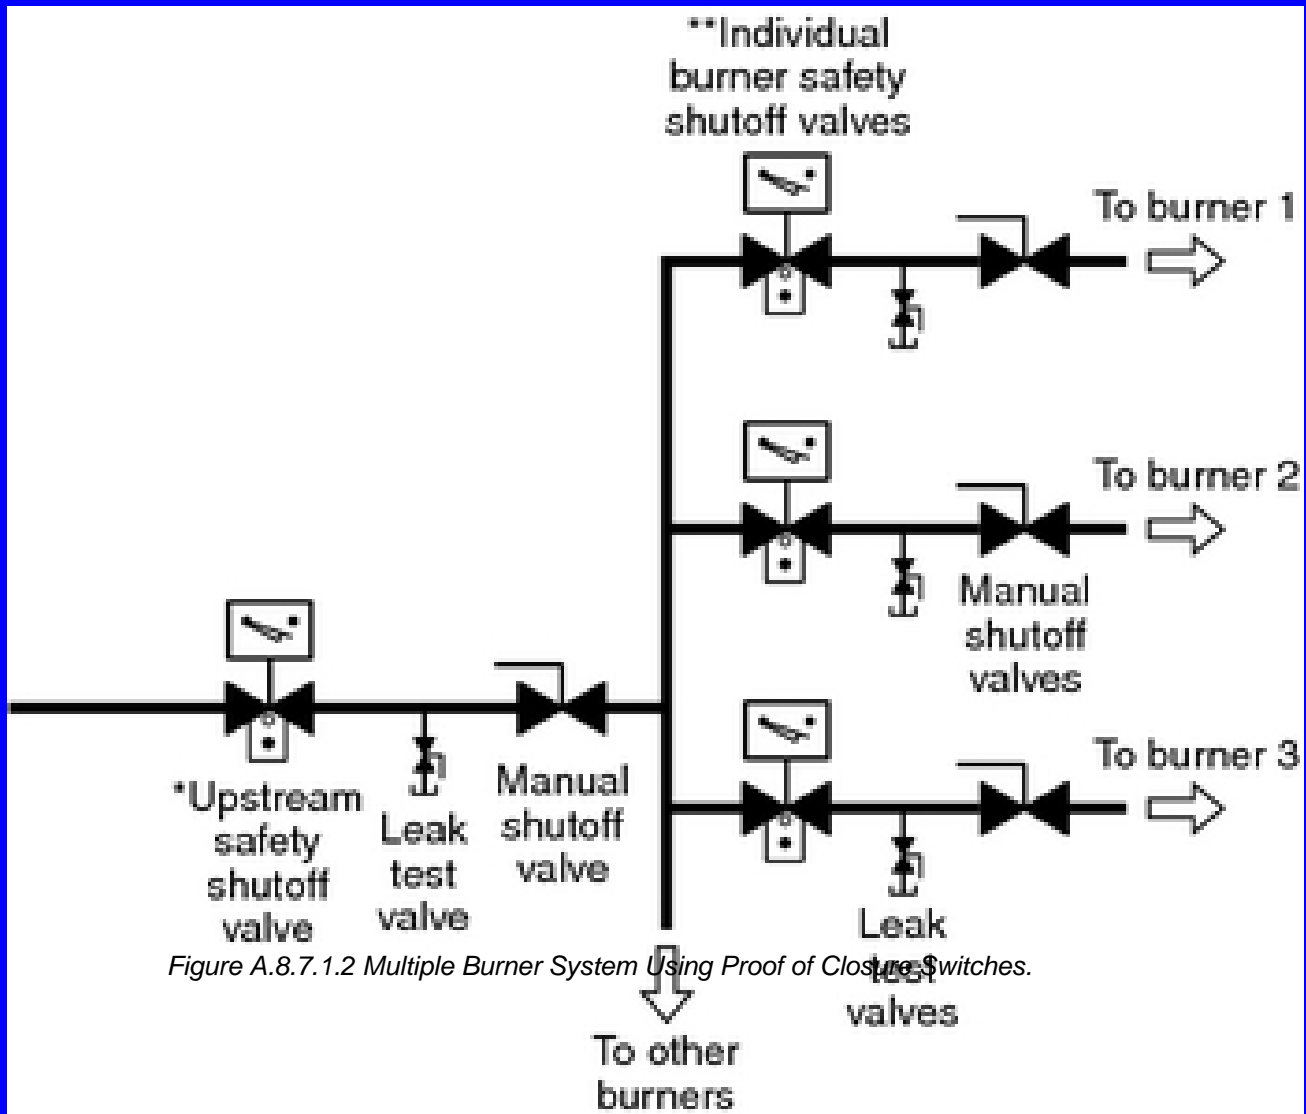 **Individual
burner safety
shutoff valves
To burner 1
To burner 2
Manual
shutoff
valves
To burner 3
*Upstream
safety
shutoff
valve
Leak
test
valve
Manual
shutoff
valve
Leak
test
valves
Figure A.8.7.1.2 Multiple Burner System Using Proof of Closure Switches.
To other
burners